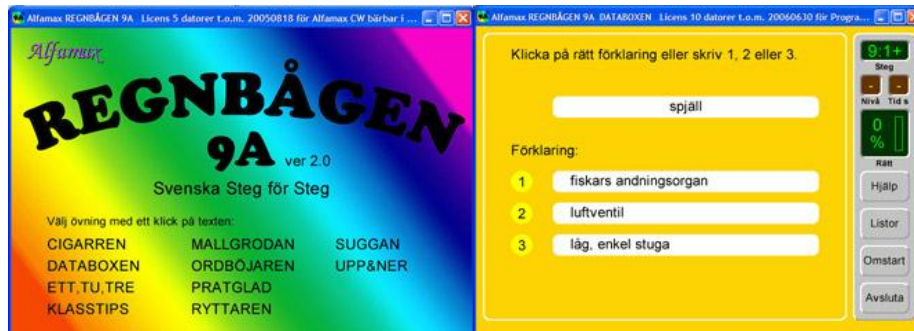 Alfamax REGNBÅGEN 9A Licens 5 datorer t.o.m. 20050818 för Alfamax CW bärbar i ...
Alfamax
REGNBÅGEN
9A ver 2.0
Svenska Steg för Steg
Välj övning med ett klick på texten:
CIGARREN MALLGRODAN SUGGAN
DATABOXEN ORDBÖJAREN UPP&NER
ETT,TU,TRE PRATGLAD
KLASSTIPS RYTTAREN
Alfamax REGNBÅGEN 9A DATABOXEN Licens 10 datorer t.o.m. 20060630 för Progra...
Klicka på rätt förklaring eller skriv 1, 2 eller 3.
spjäll
Förklaring:
1 fiskars andningsorgan
2 luftventil
3 låg, enkel stuga
9:1+
Steg
- -
Nivå Tid s
0
%
Rätt
Hjälp
Listor
Omstart
Avsluta